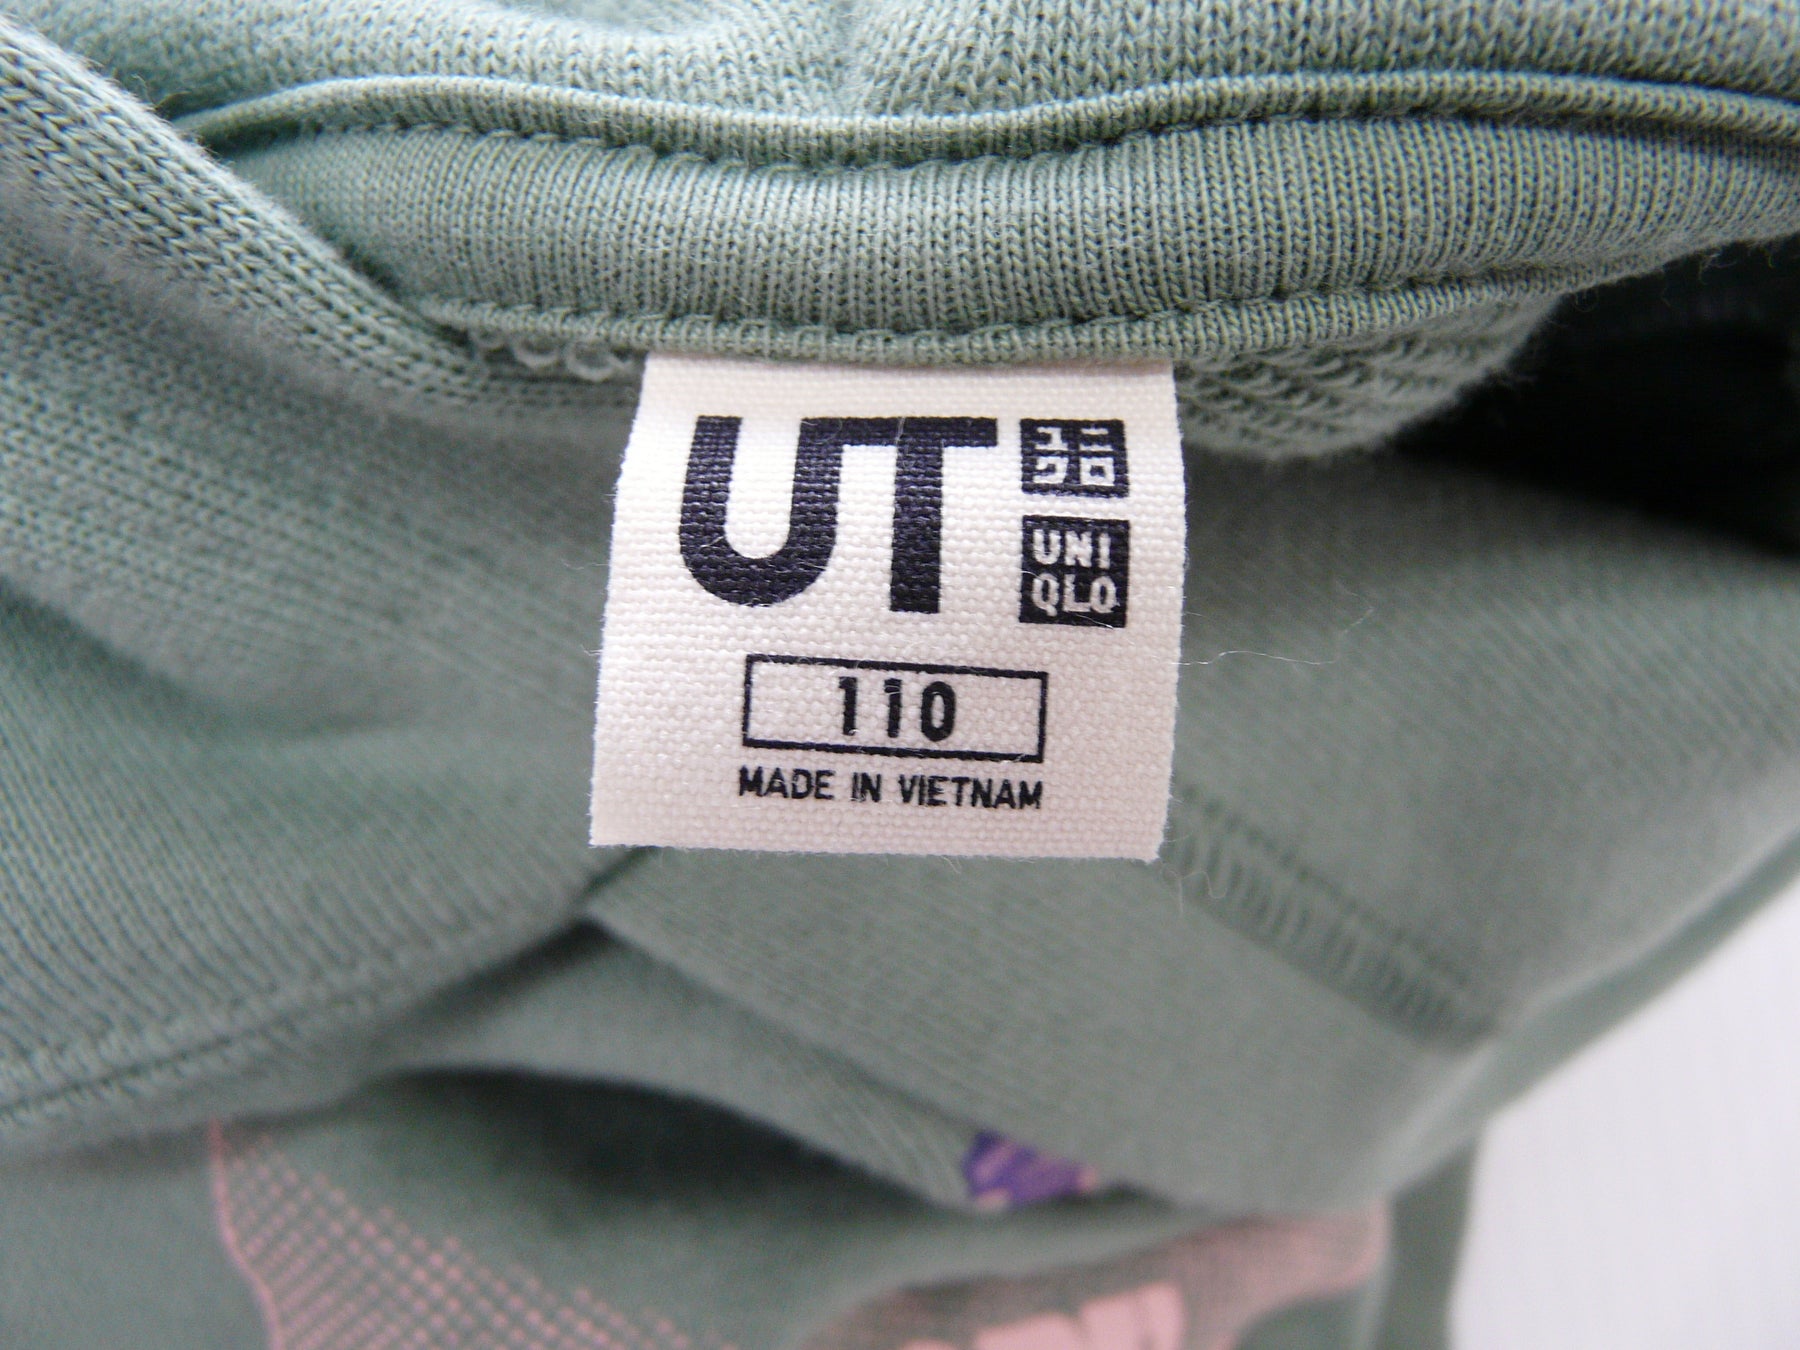 UT
ユニ
クロ
UNI
QLO
110
MADE IN VIETNAM